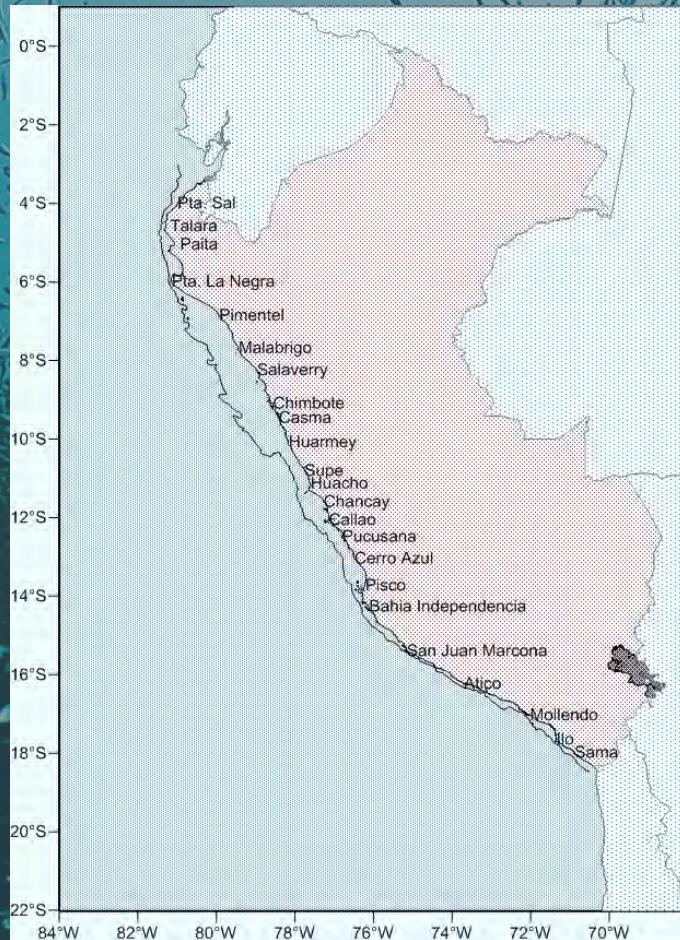 0°S
2°S
4°S
Pta. Sal
Talara
Paita
6°S
Pta. La Negra
Pimentel
Malabrigo
8°S
Salaverry
Chimbote
Casma
10°S
Huarmey
Supe
Huacho
Chancay
12°S
Callao
Pucusana
Cerro Azul
14°S
Pisco
Bahia Independencia
San Juan Marcona
16°S
Atico
Mollendo
Ilo
18°S
Sama
20°S
22°S
84°W 82°W 80°W 78°W 76°W 74°W 72°W 70°W